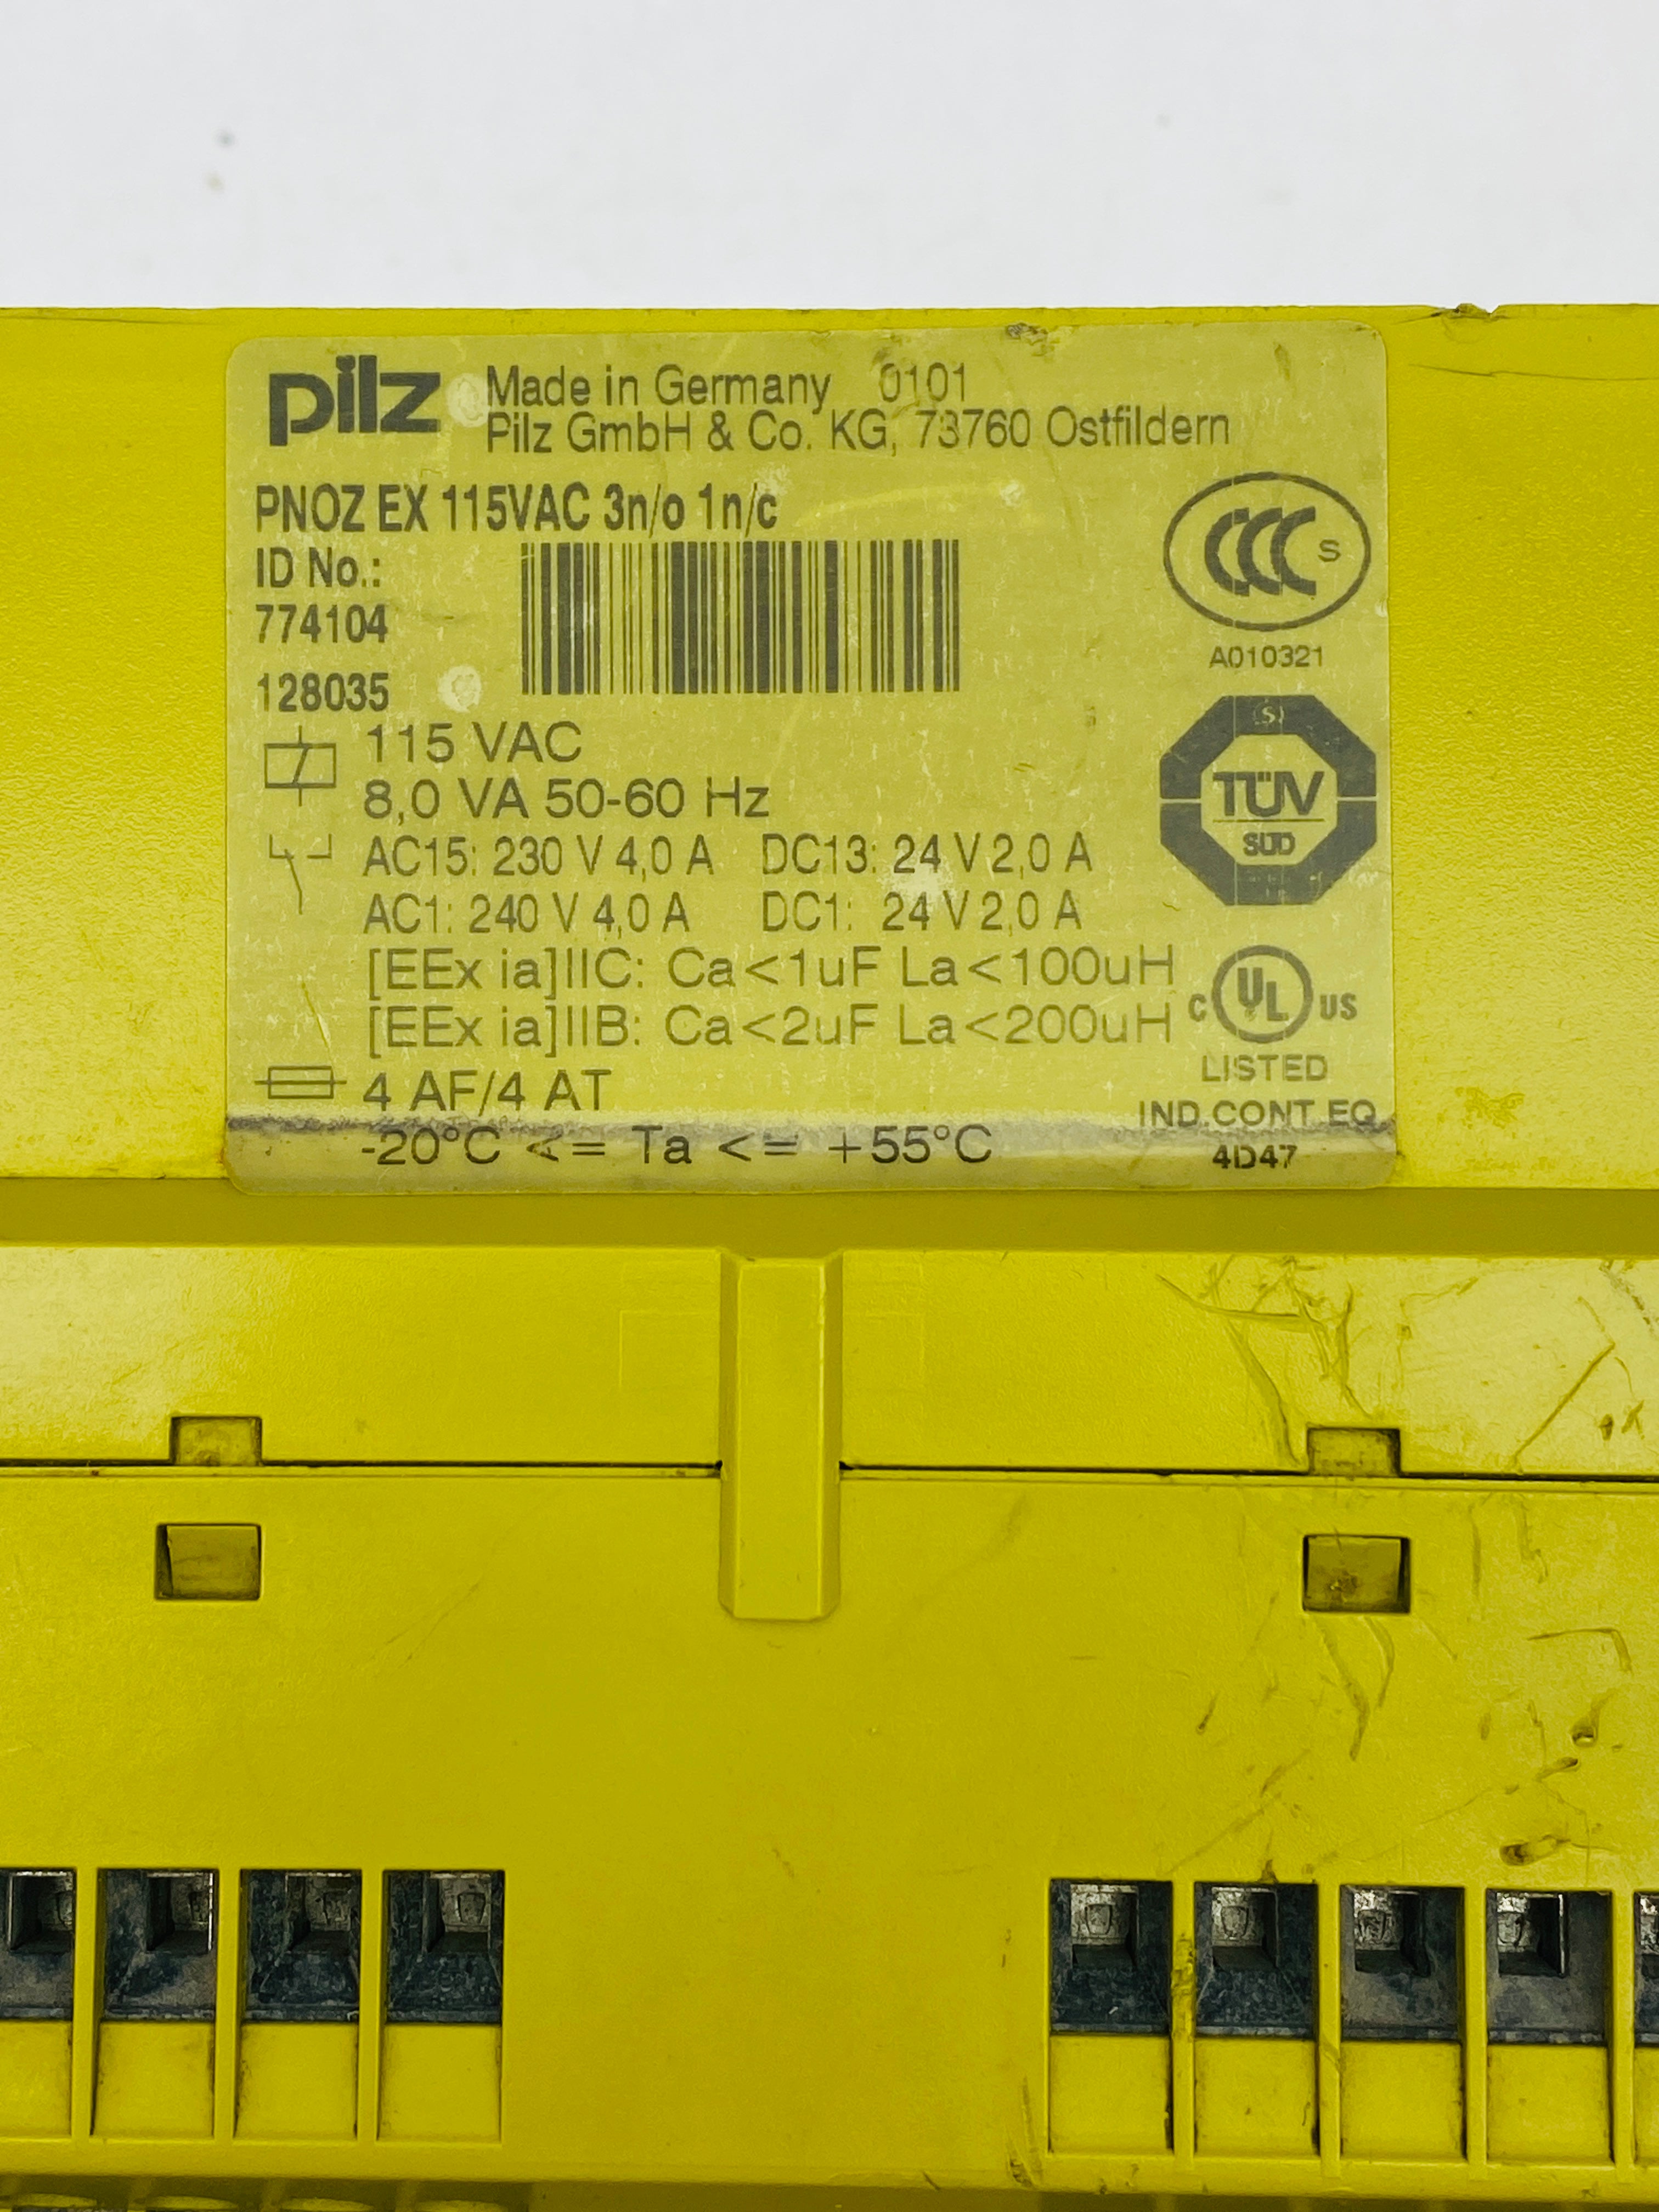 pilz Made in Germany 0101
Pilz GmbH & Co. KG, 73760 Ostfildern
PNOZ EX 115VAC 3n/o 1n/c
ID No.:
774104
128035
CCC S
A010321
115 VAC
8,0 VA 50-60 Hz
AC15: 230 V 4,0 A DC13: 24 V 2,0 A
AC1: 240 V 4,0 A DC1: 24 V 2,0 A
[EEx ia]IIC: Ca<1uF La<100uH
[EEx ia]IIB: Ca<2uF La<200uH
4 AF/4 AT
-20°C <= Ta <= +55°C
S
TÜV
SÜD
C UL US
LISTED
IND.CONT.EQ
4D47